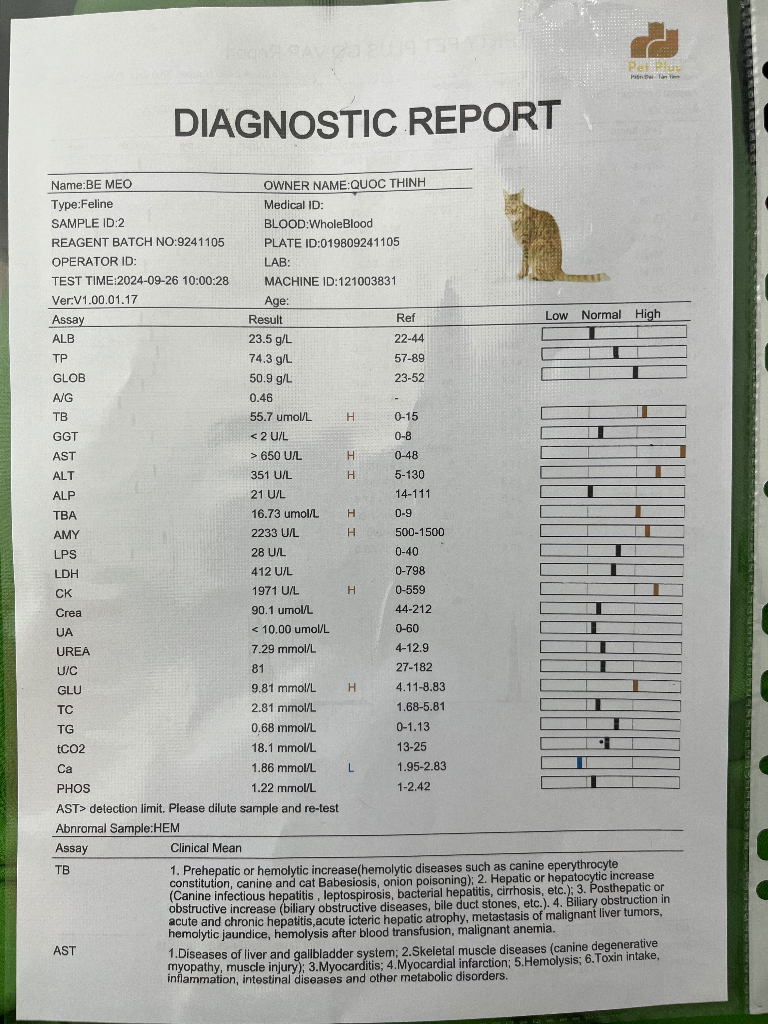 Pet Plus
Hiện Đại - Tận Tâm
DIAGNOSTIC REPORT
Name:BE MEO OWNER NAME:QUOC THINH
Type:Feline Medical ID:
SAMPLE ID:2 BLOOD:WholeBlood
REAGENT BATCH NO:9241105 PLATE ID:019809241105
OPERATOR ID: LAB:
TEST TIME:2024-09-26 10:00:28 MACHINE ID:121003831
Ver:V1.00.01.17 Age:
Assay Result Ref Low Normal High
ALB 23.5 g/L 22-44
TP 74.3 g/L 57-89
GLOB 50.9 g/L 23-52
A/G 0.46 -
TB 55.7 umol/L H 0-15
GGT < 2 U/L 0-8
AST > 650 U/L H 0-48
ALT 351 U/L H 5-130
ALP 21 U/L 14-111
TBA 16.73 umol/L H 0-9
AMY 2233 U/L H 500-1500
LPS 28 U/L 0-40
LDH 412 U/L 0-798
CK 1971 U/L H 0-559
Crea 90.1 umol/L 44-212
UA < 10.00 umol/L 0-60
UREA 7.29 mmol/L 4-12.9
U/C 81 27-182
GLU 9.81 mmol/L H 4.11-8.83
TC 2.81 mmol/L 1.68-5.81
TG 0.68 mmol/L 0-1.13
tCO2 18.1 mmol/L 13-25
Ca 1.86 mmol/L L 1.95-2.83
PHOS 1.22 mmol/L 1-2.42
AST> detection limit. Please dilute sample and re-test
Abnromal Sample:HEM
Assay Clinical Mean
TB 1. Prehepatic or hemolytic increase(hemolytic diseases such as canine eperythrocyte
constitution, canine and cat Babesiosis, onion poisoning); 2. Hepatic or hepatocytic increase
(Canine infectious hepatitis , leptospirosis, bacterial hepatitis, cirrhosis, etc.); 3. Posthepatic or
obstructive increase (biliary obstructive diseases, bile duct stones, etc.). 4. Biliary obstruction in
acute and chronic hepatitis,acute icteric hepatic atrophy, metastasis of malignant liver tumors,
hemolytic jaundice, hemolysis after blood transfusion, malignant anemia.
AST 1.Diseases of liver and gallbladder system; 2.Skeletal muscle diseases (canine degenerative
myopathy, muscle injury); 3.Myocarditis; 4.Myocardial infarction; 5.Hemolysis; 6.Toxin intake,
inflammation, intestinal diseases and other metabolic disorders.